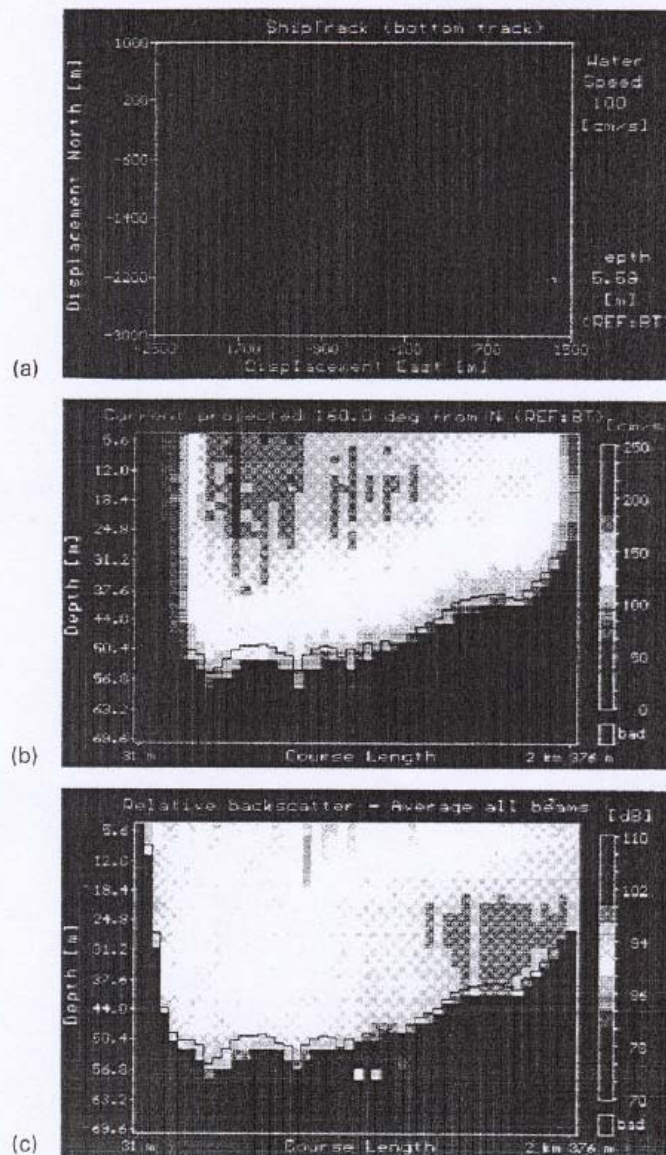 ShipTrack (bottom track)
1000
200
-600
-1400
-2200
-3000
Displacement North [m]
Water
Speed
100
[cm/s]
epth
5.59
[m]
(REF:BT)
700
1500
Displacement East [m]
(a)
Current projected 160.0 deg from N (REF:BT)
[cm/s]
5.6
12.0
18.4
24.8
31.2
37.6
44.0
50.4
56.8
63.2
69.6
Depth [m]
250
200
150
100
50
0
bad
31 m
Course Length
2 km 376 m
(b)
Relative backscatter - Average all beams
[dB]
5.6
12.0
18.4
24.8
31.2
37.6
44.0
50.4
56.8
63.2
69.6
Depth [m]
110
102
94
86
78
70
bad
31 m
Course Length
2 km 376 m
(c)